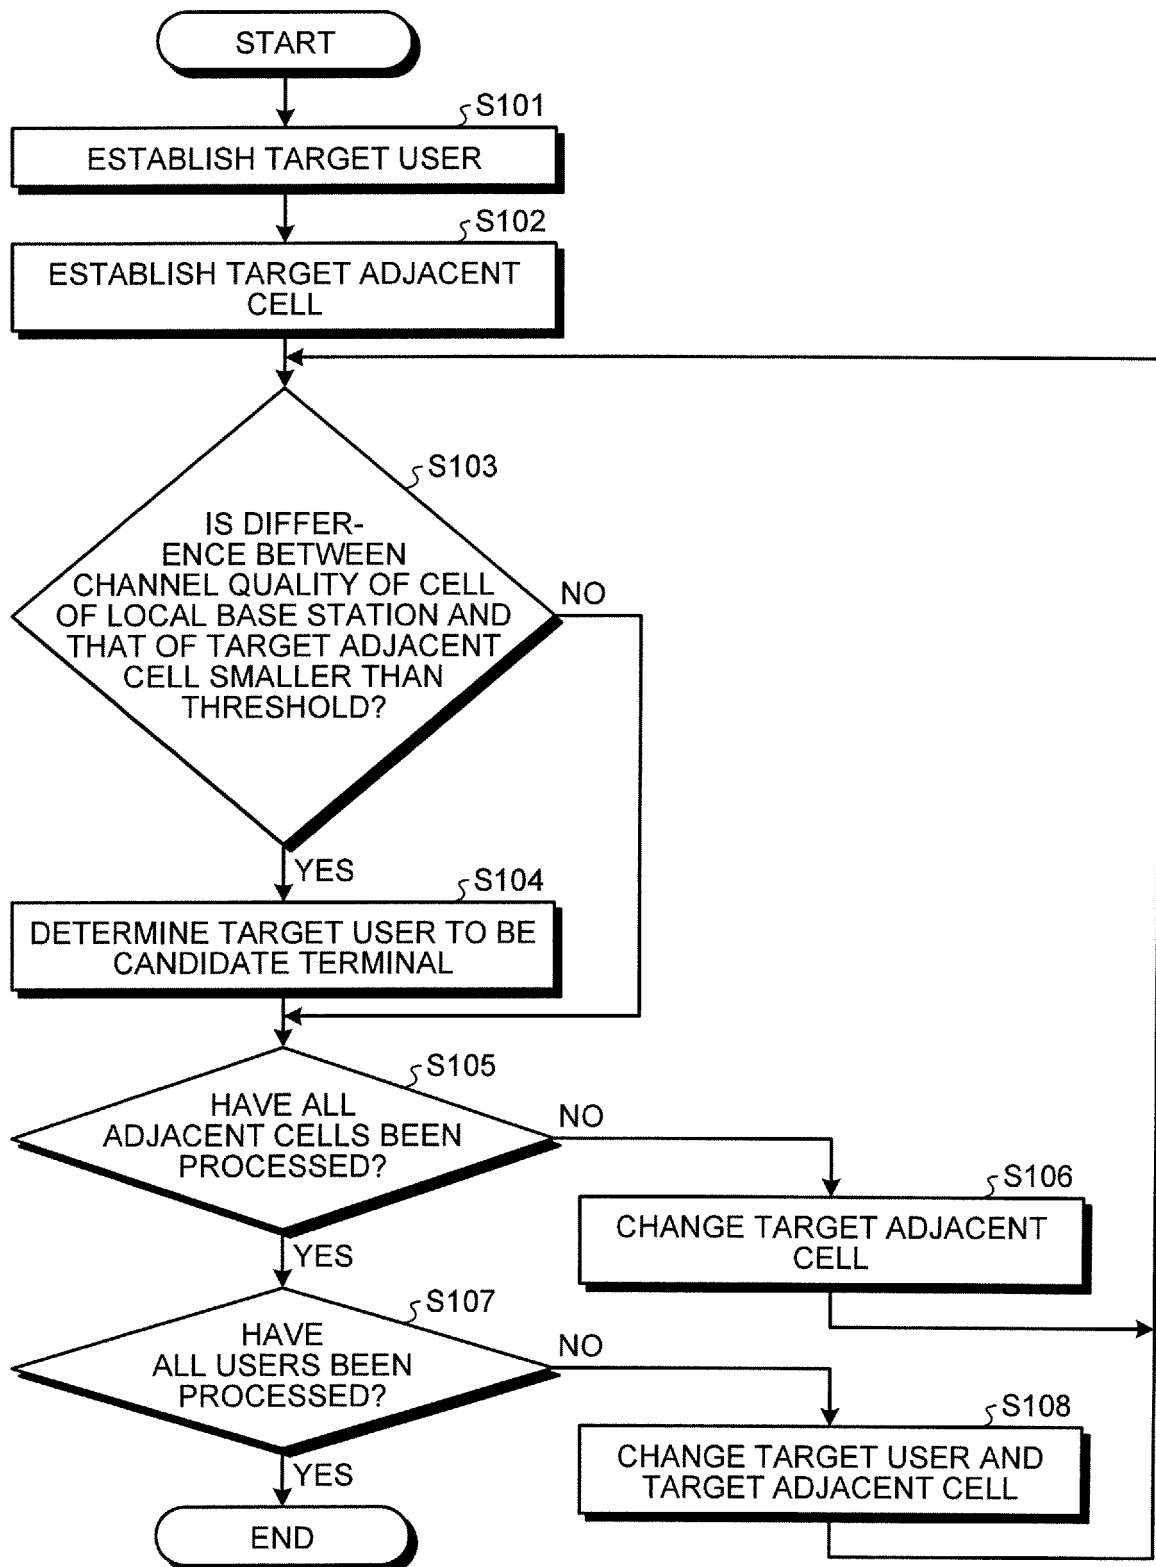 START
S101
ESTABLISH TARGET USER
S102
ESTABLISH TARGET ADJACENT
CELL
S103
IS DIFFER-
ENCE BETWEEN
CHANNEL QUALITY OF CELL
OF LOCAL BASE STATION AND
THAT OF TARGET ADJACENT
CELL SMALLER THAN
THRESHOLD?
NO
YES
S104
DETERMINE TARGET USER TO BE
CANDIDATE TERMINAL
S105
HAVE ALL
ADJACENT CELLS BEEN
PROCESSED?
NO
S106
CHANGE TARGET ADJACENT
CELL
YES
S107
HAVE
ALL USERS BEEN
PROCESSED?
NO
S108
CHANGE TARGET USER AND
TARGET ADJACENT CELL
YES
END